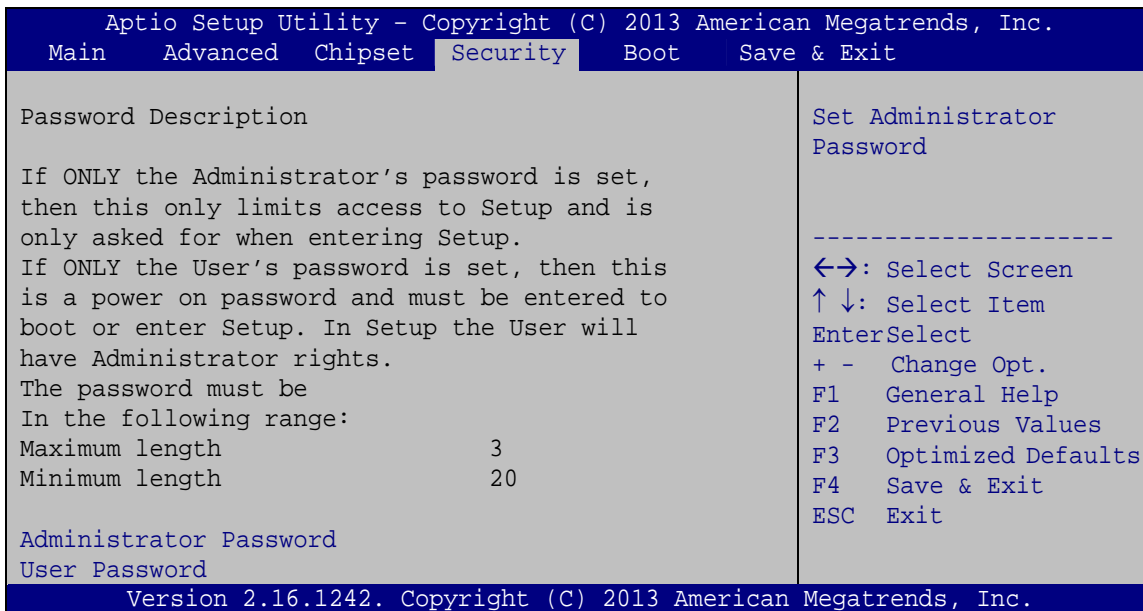 Aptio Setup Utility – Copyright (C) 2013 American Megatrends, Inc.
Main Advanced Chipset Security Boot Save & Exit
Password Description
If ONLY the Administrator’s password is set,
then this only limits access to Setup and is
only asked for when entering Setup.
If ONLY the User’s password is set, then this
is a power on password and must be entered to
boot or enter Setup. In Setup the User will
have Administrator rights.
The password must be
In the following range:
Maximum length 3
Minimum length 20
Administrator Password
User Password
Set Administrator
Password
---------------------
←→: Select Screen
↑ ↓: Select Item
EnterSelect
+ - Change Opt.
F1 General Help
F2 Previous Values
F3 Optimized Defaults
F4 Save & Exit
ESC Exit
Version 2.16.1242. Copyright (C) 2013 American Megatrends, Inc.